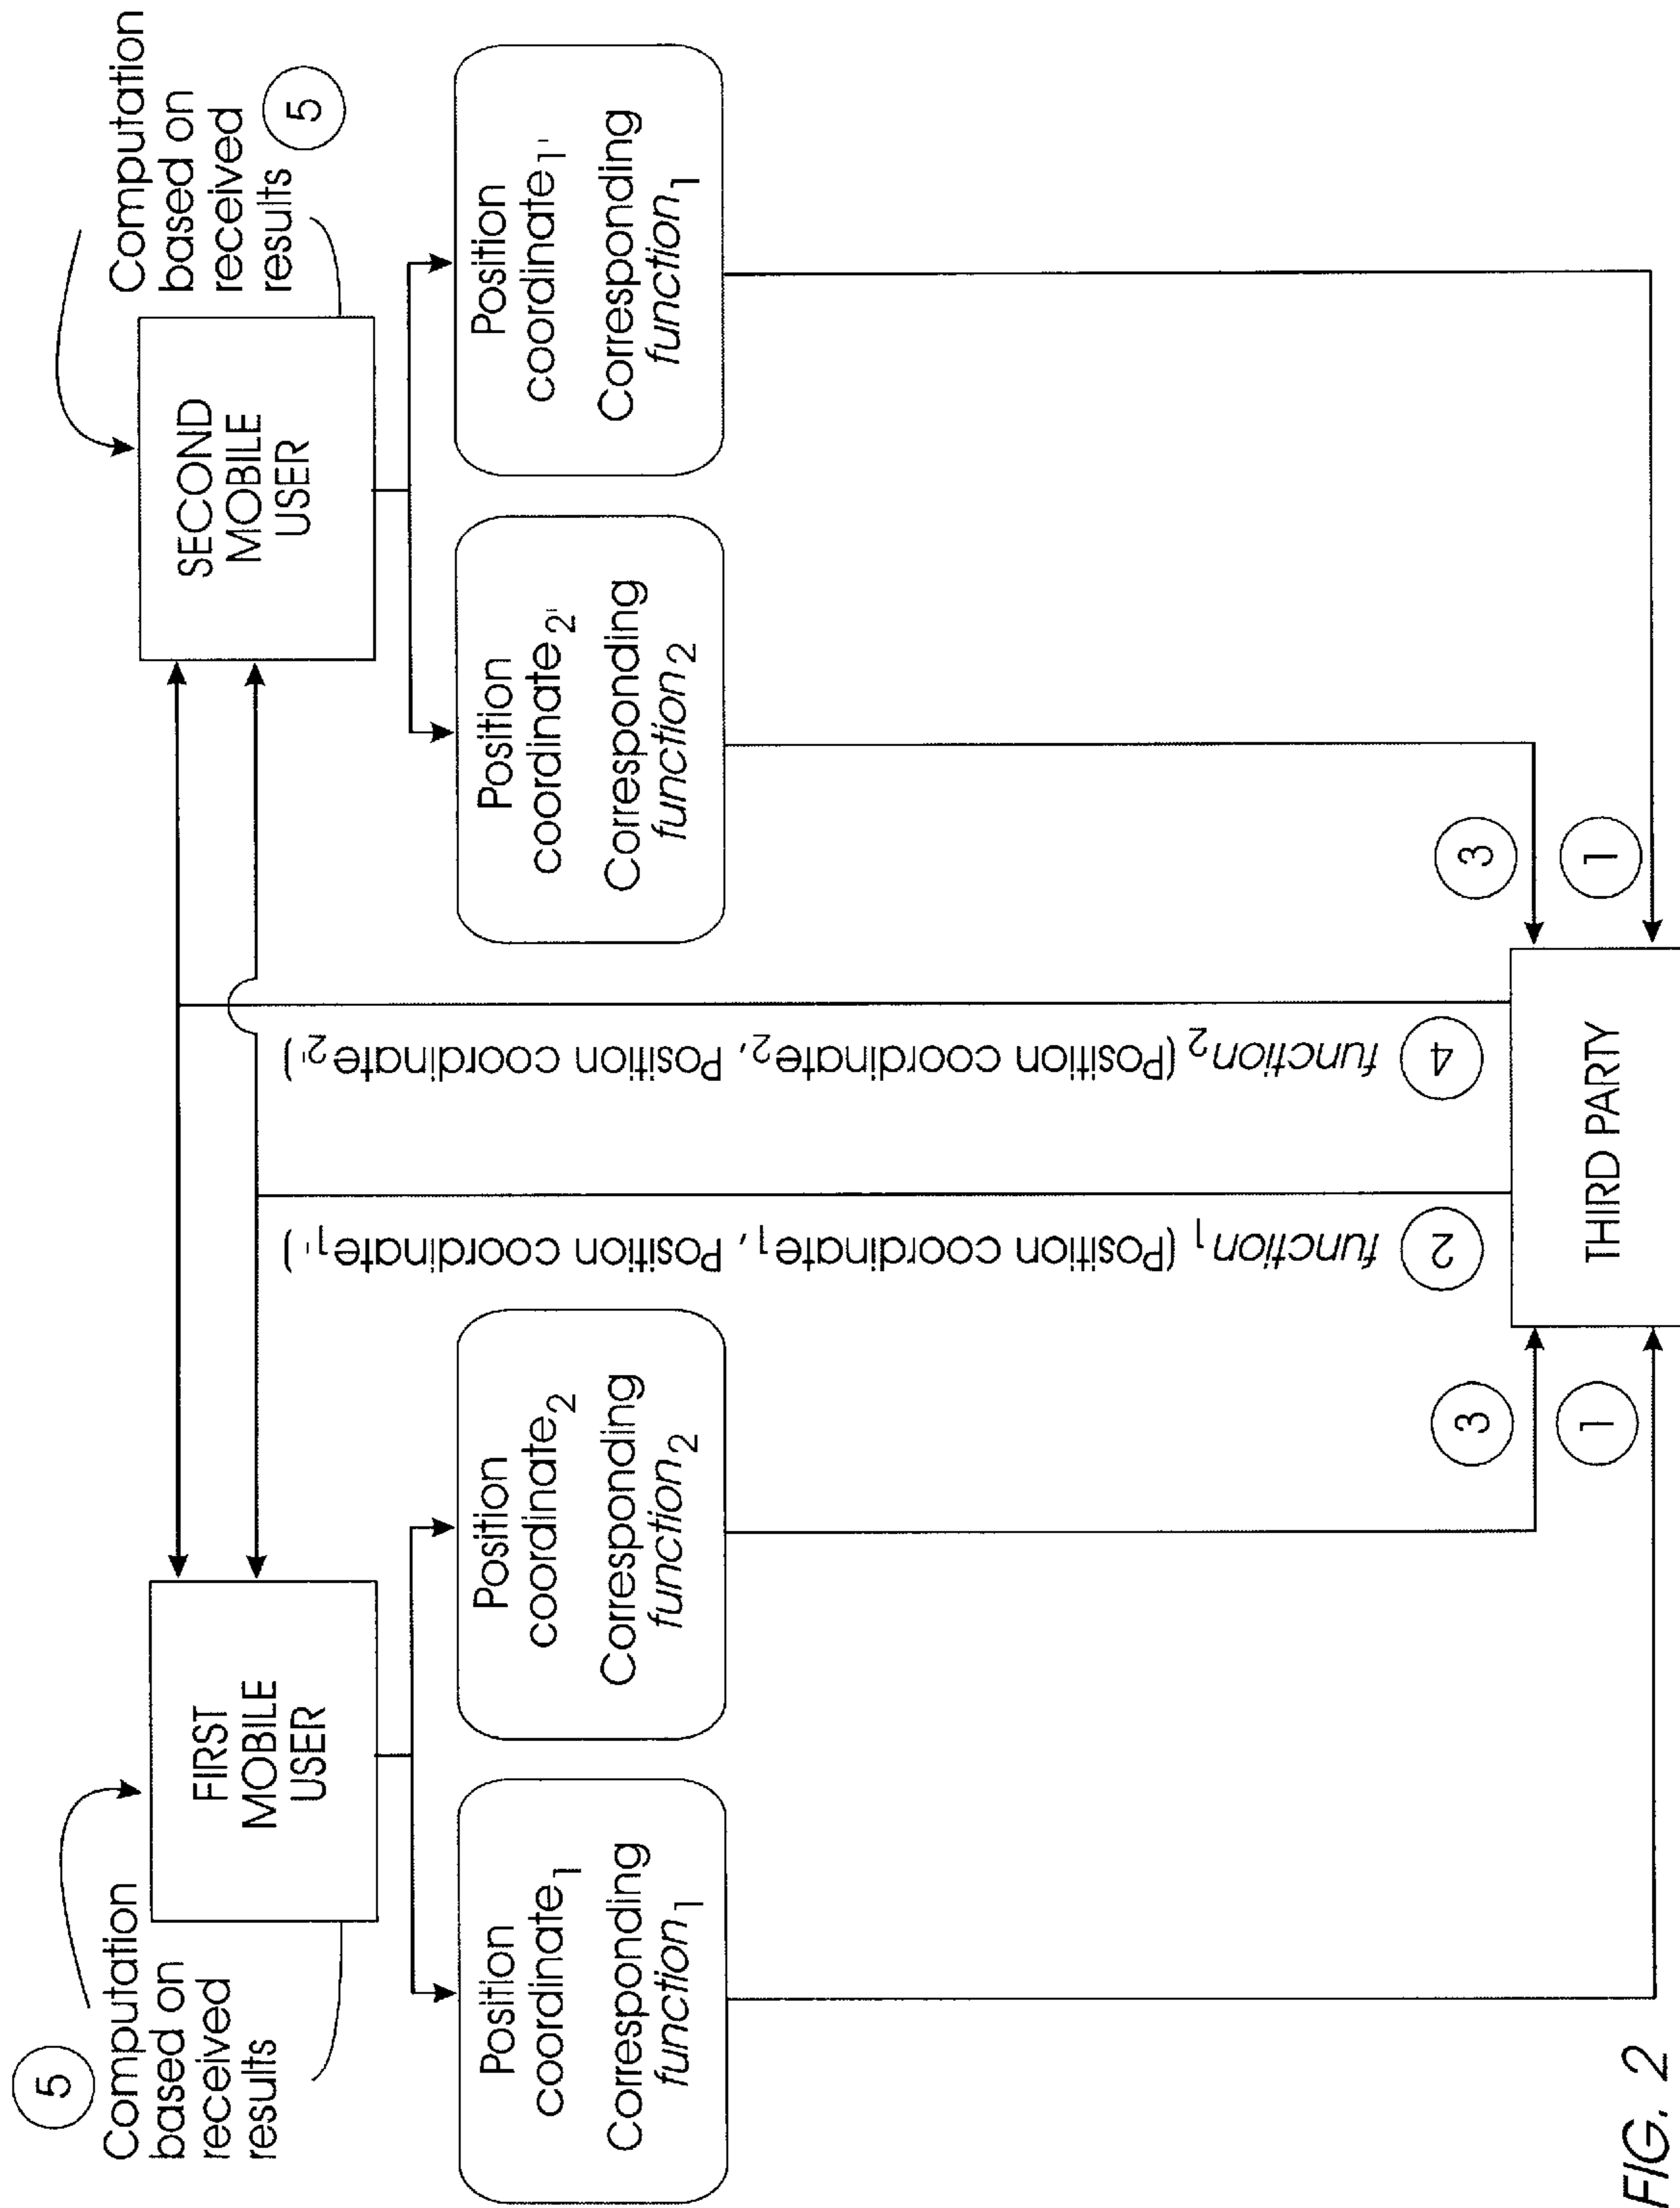 5
Computation
based on
received
results
Computation
based on
received
results
5
FIRST
MOBILE
USER
SECOND
MOBILE
USER
Position
coordinate1
Corresponding
function1
Position
coordinate2
Corresponding
function2
Position
coordinate2'
Corresponding
function2
Position
coordinate1'
Corresponding
function1
2 function1 (Position coordinate1, Position coordinate1')
4 function2 (Position coordinate2, Position coordinate2')
3
3
1
1
THIRD PARTY
FIG. 2